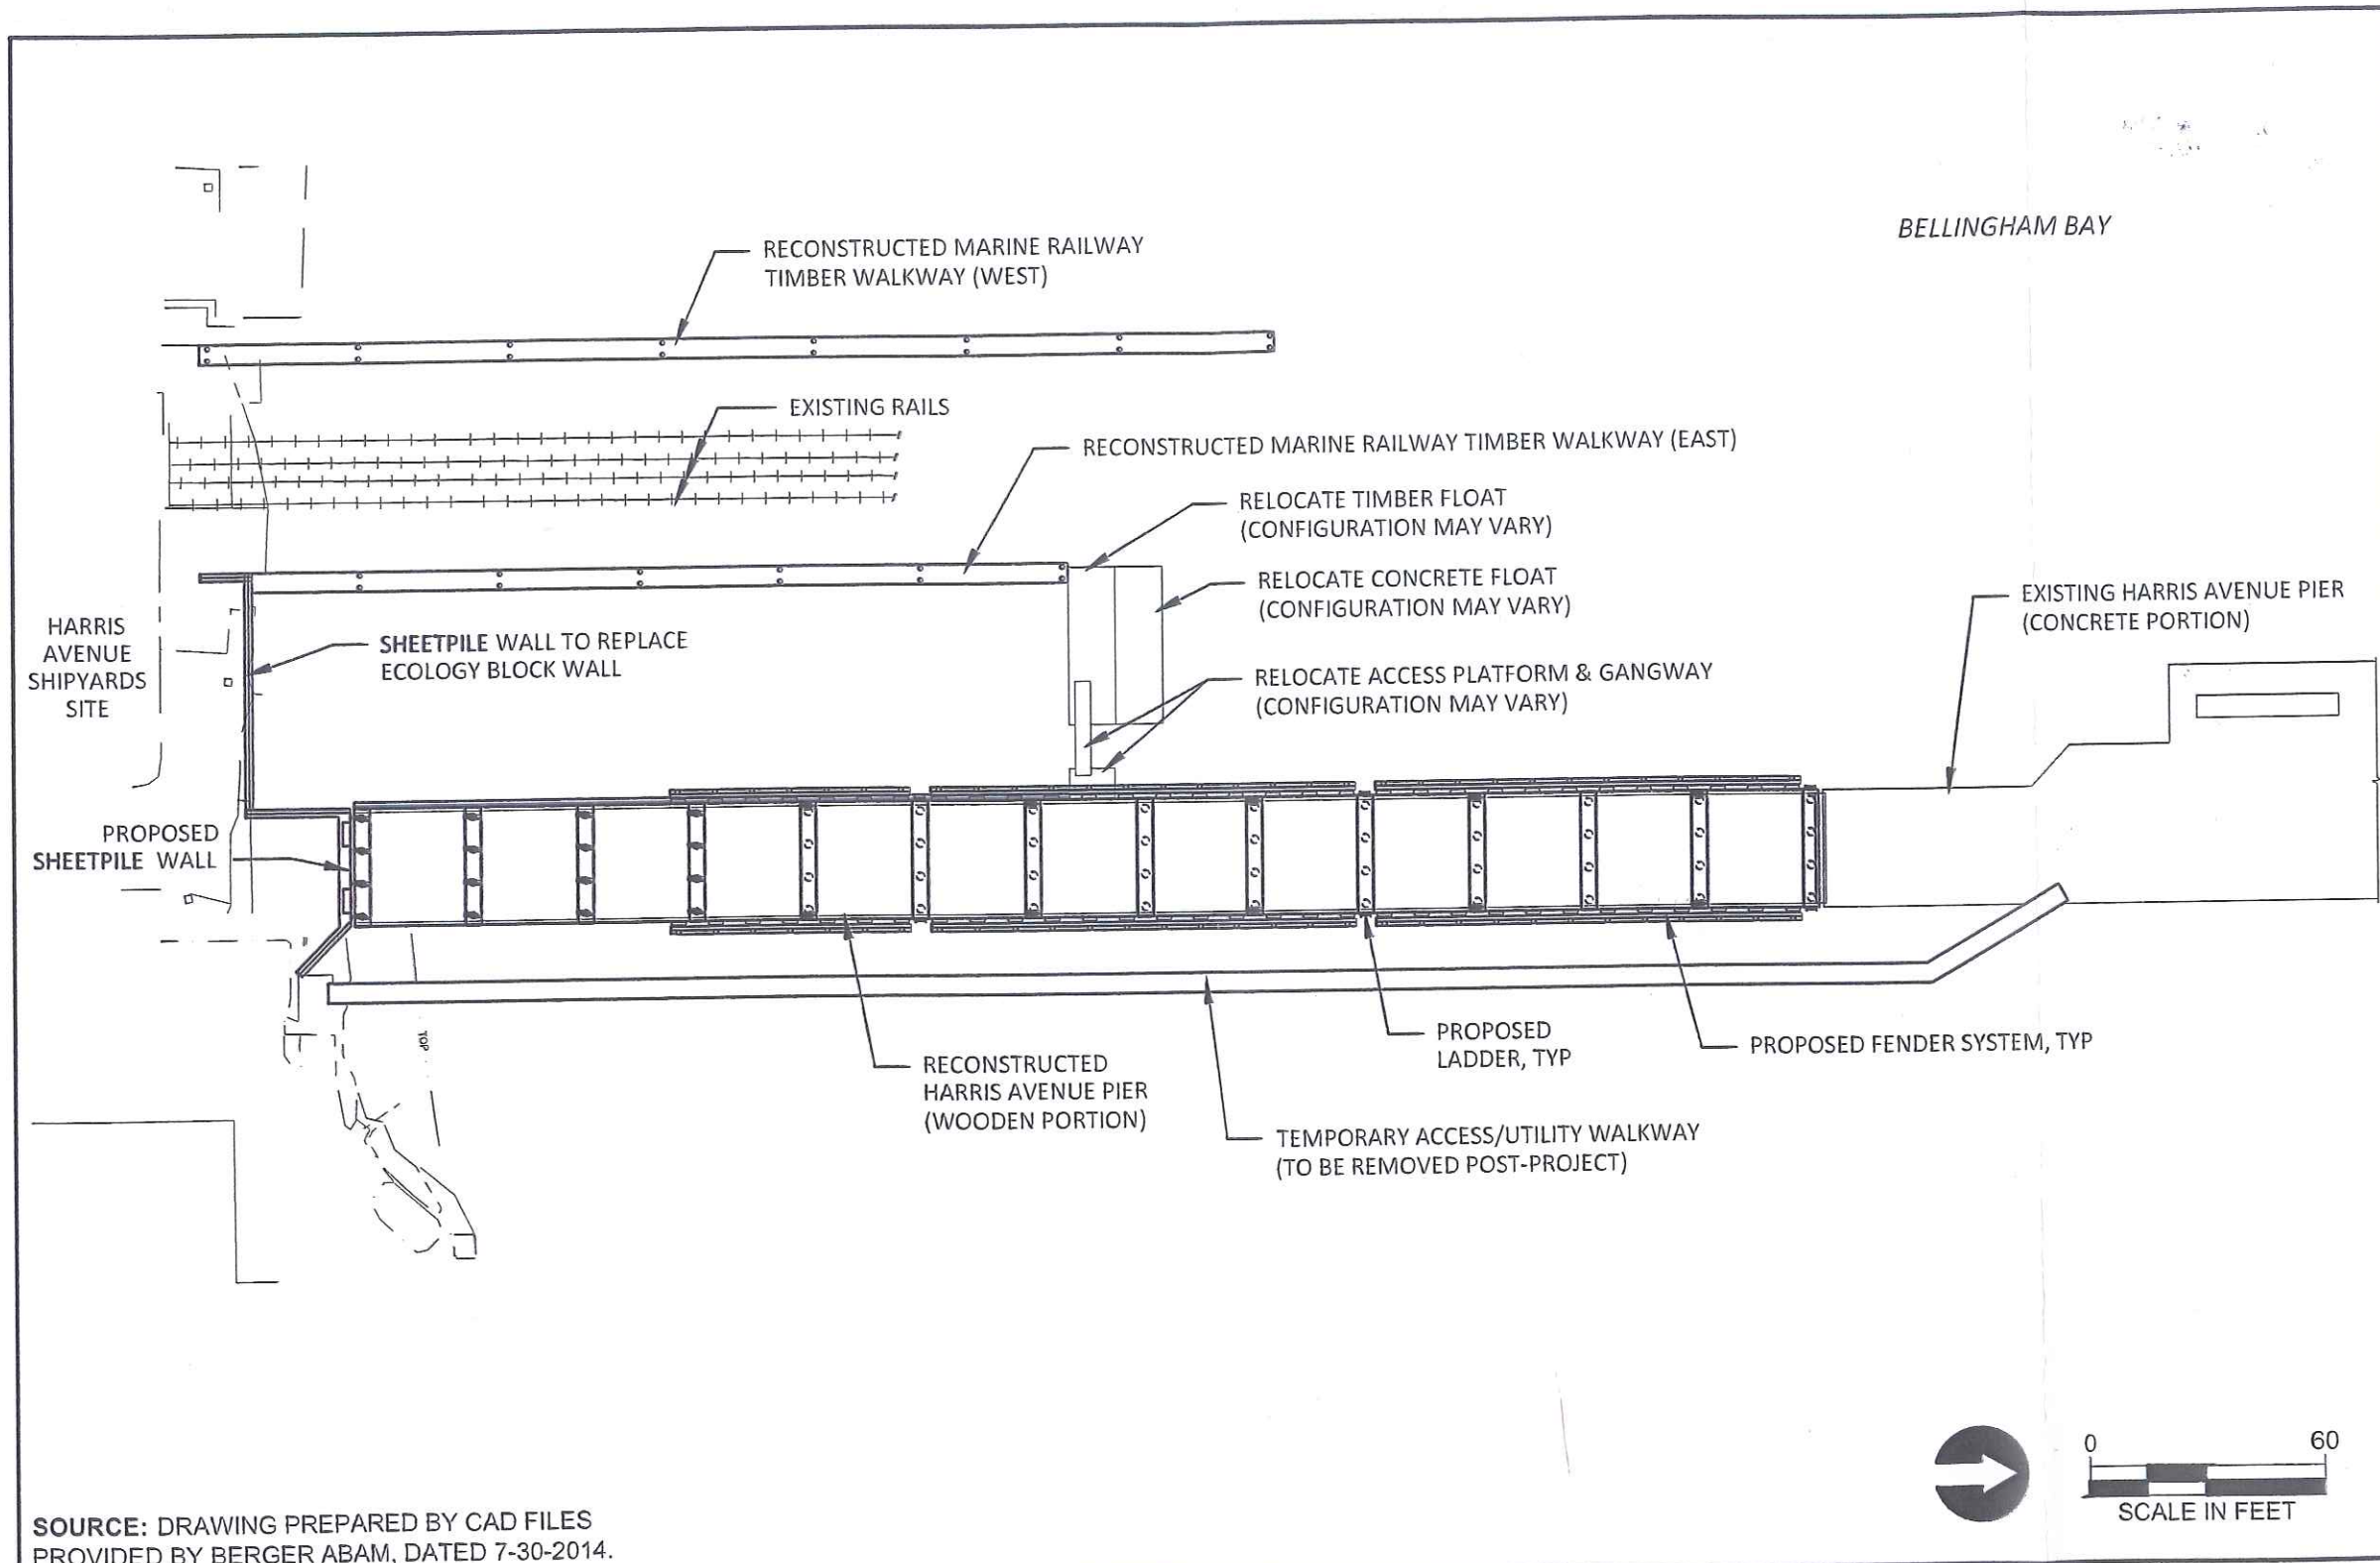 BELLINGHAM BAY
RECONSTRUCTED MARINE RAILWAY
TIMBER WALKWAY (WEST)
EXISTING RAILS
RECONSTRUCTED MARINE RAILWAY TIMBER WALKWAY (EAST)
RELOCATE TIMBER FLOAT
(CONFIGURATION MAY VARY)
RELOCATE CONCRETE FLOAT
(CONFIGURATION MAY VARY)
EXISTING HARRIS AVENUE PIER
(CONCRETE PORTION)
HARRIS
AVENUE
SHIPYARDS
SITE
SHEETPILE WALL TO REPLACE
ECOLOGY BLOCK WALL
RELOCATE ACCESS PLATFORM & GANGWAY
(CONFIGURATION MAY VARY)
PROPOSED
SHEETPILE WALL
TOP
RECONSTRUCTED
HARRIS AVENUE PIER
(WOODEN PORTION)
PROPOSED
LADDER, TYP
PROPOSED FENDER SYSTEM, TYP
TEMPORARY ACCESS/UTILITY WALKWAY
(TO BE REMOVED POST-PROJECT)
0 60
SCALE IN FEET
SOURCE: DRAWING PREPARED BY CAD FILES
PROVIDED BY BERGER ABAM, DATED 7-30-2014.